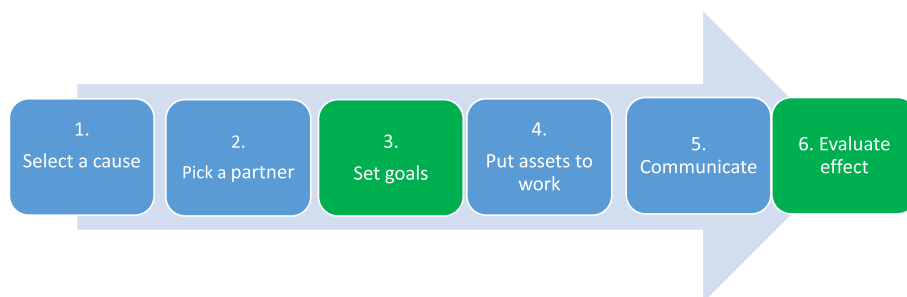 1.
Select a cause
2.
Pick a partner
3.
Set goals
4.
Put assets to
work
5.
Communicate
6. Evaluate
effect